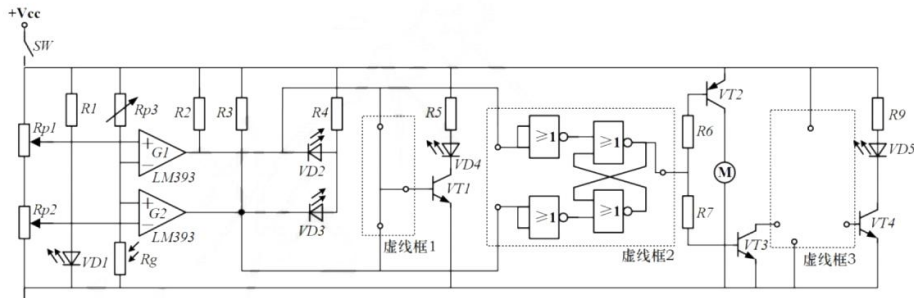 +Vcc
SW
R1
Rp3
R2
R3
R4
R5
R6
R7
R9
Rp1
Rp2
+
−
G1
LM393
+
−
G2
LM393
VD1
Rg
VD2
VD3
VD4
VT1
虚线框1
≥1
≥1
≥1
≥1
虚线框2
VT2
M
VT3
虚线框3
VD5
VT4